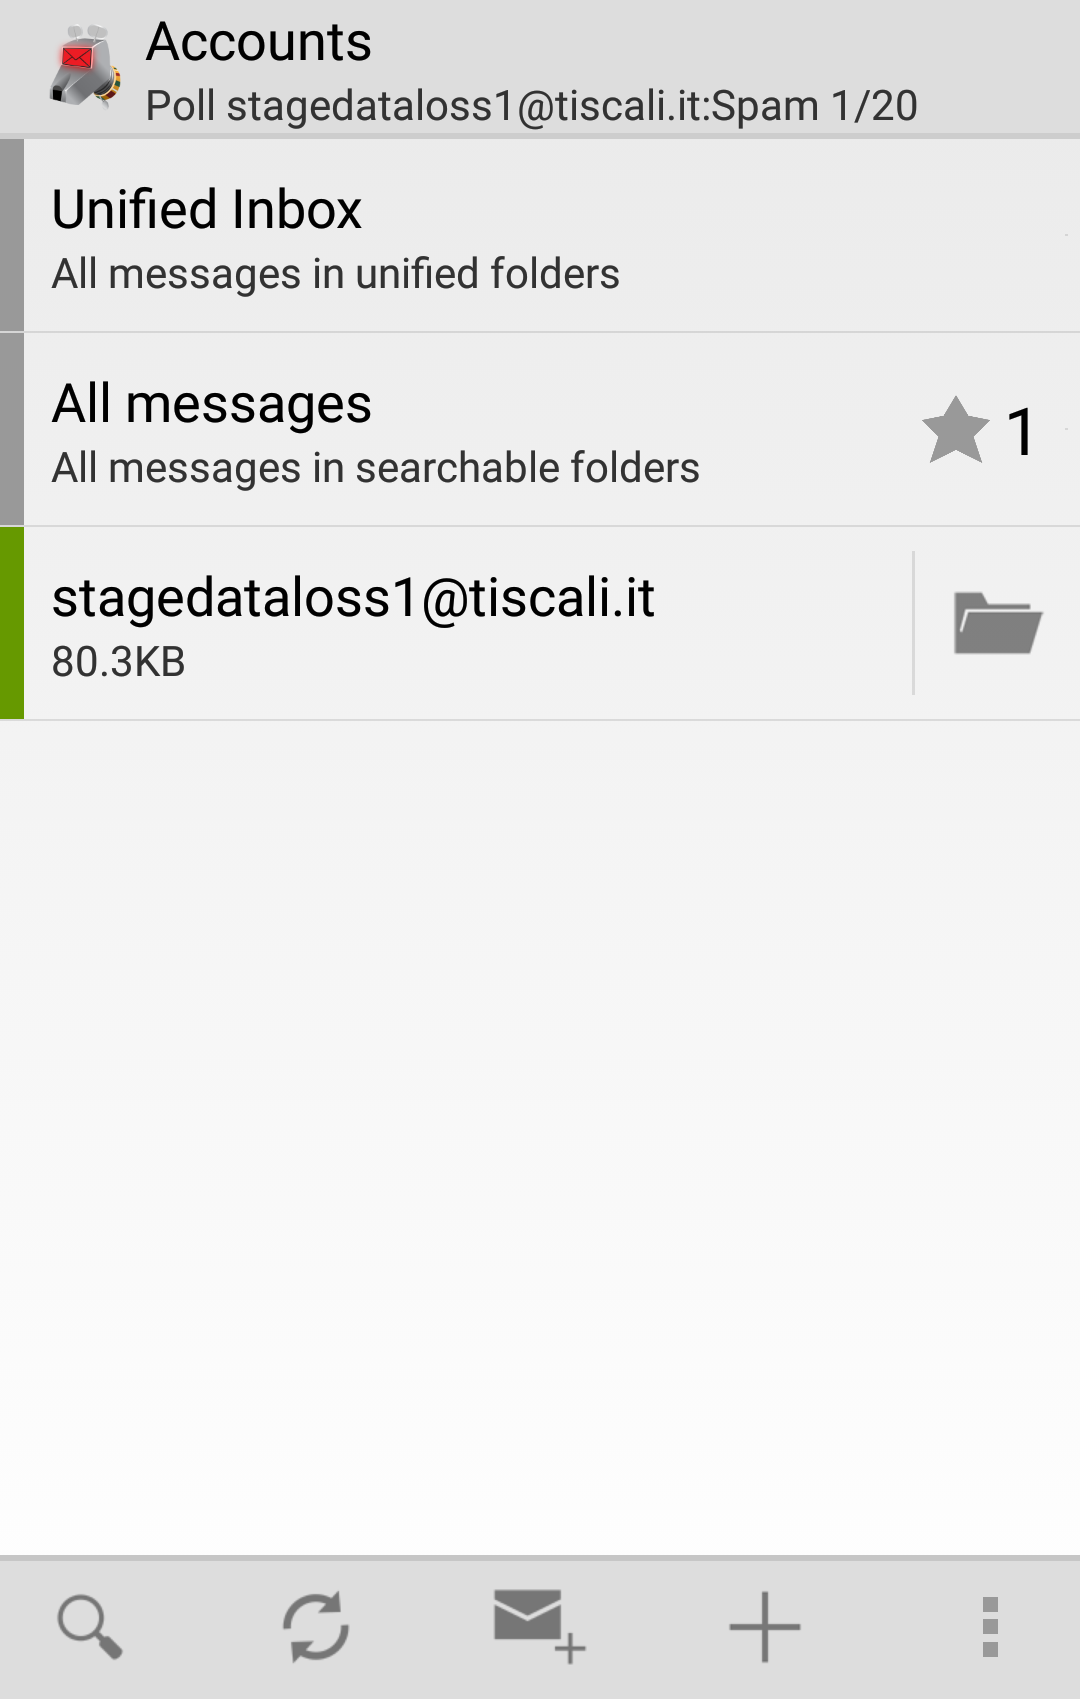 Accounts
Poll stagedataloss1@tiscali.it:Spam 1/20
Unified Inbox
All messages in unified folders
All messages
All messages in searchable folders
1
stagedataloss1@tiscali.it
80.3KB